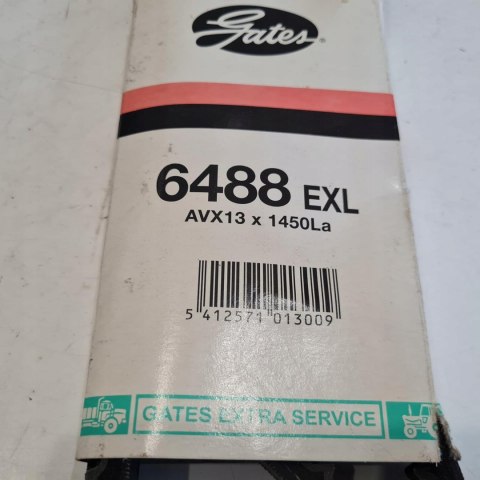 Gates
6488 EXL
AVX13 x 1450La
5 412571 013009
GATES EXTRA SERVICE